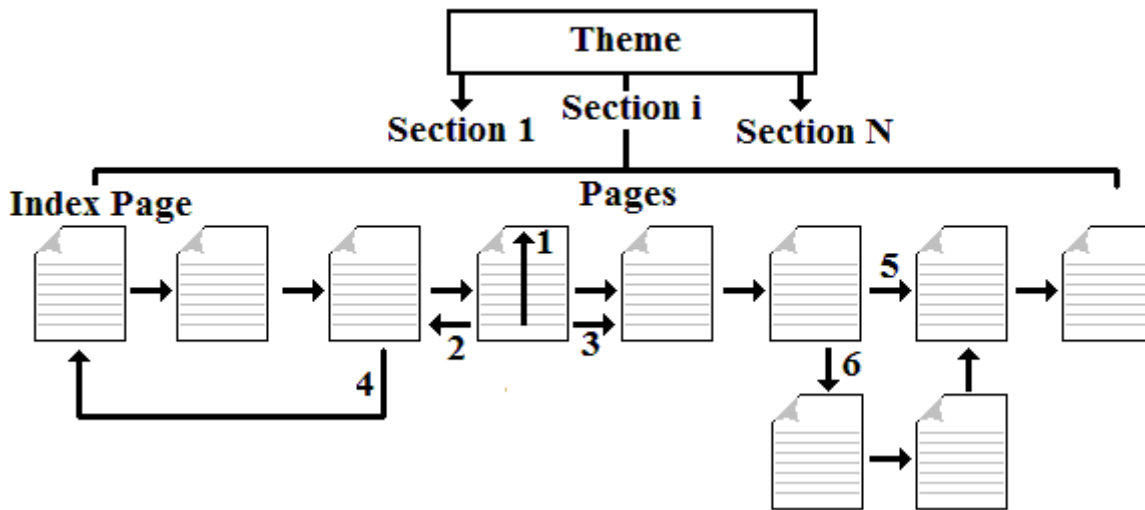 Theme
Section 1
Section i
Section N
Index Page
Pages
1
2
3
4
5
6